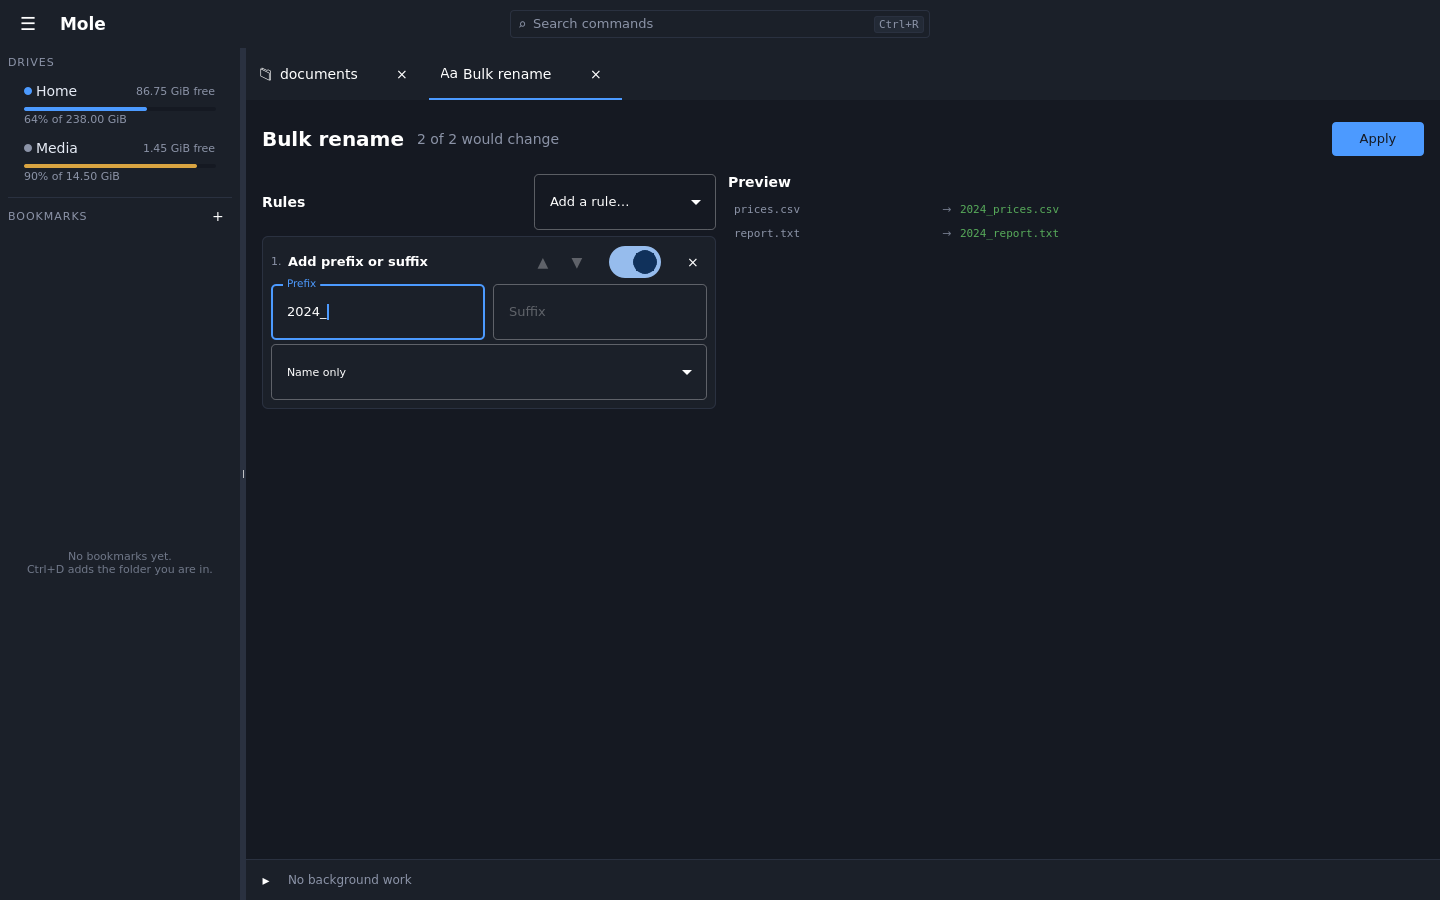 ☰ Mole
⌕ Search commands Ctrl+R
DRIVES
Home 86.75 GiB free
64% of 238.00 GiB
Media 1.45 GiB free
90% of 14.50 GiB
BOOKMARKS +
No bookmarks yet.
Ctrl+D adds the folder you are in.
documents ×
Aa Bulk rename ×
Bulk rename 2 of 2 would change
Apply
Rules
Add a rule...
1. Add prefix or suffix ▲ ▼ ×
Prefix
2024_
Suffix
Name only
Preview
prices.csv → 2024_prices.csv
report.txt → 2024_report.txt
▶ No background work